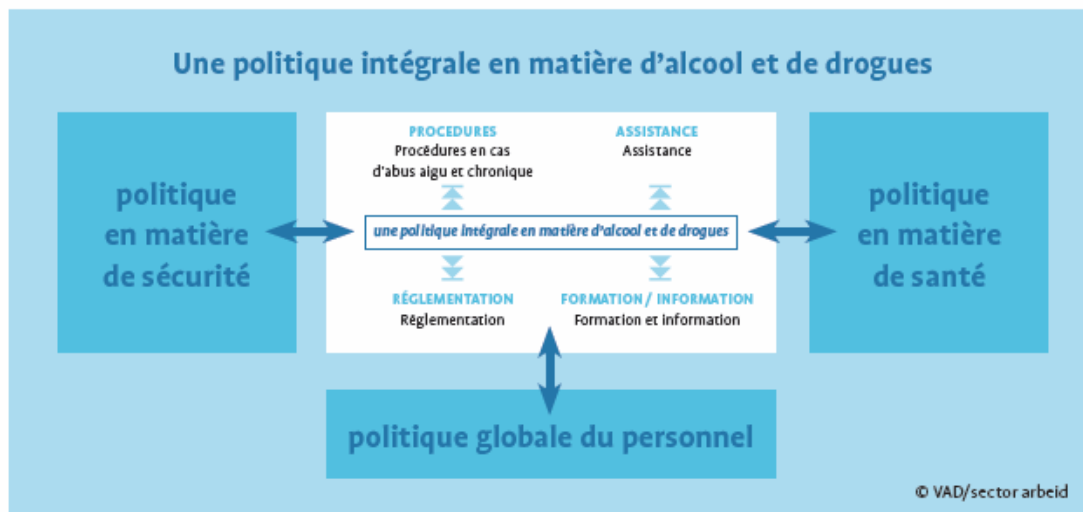 Une politique intégrale en matière d'alcool et de drogues
politique
en matière
de sécurité
PROCEDURES
Procédures en cas
d'abus aigu et chronique
ASSISTANCE
Assistance
une politique intégrale en matière d'alcool et de drogues
RÉGLEMENTATION
Réglementation
FORMATION / INFORMATION
Formation et information
politique
en matière
de santé
politique globale du personnel
© VAD/sector arbeid